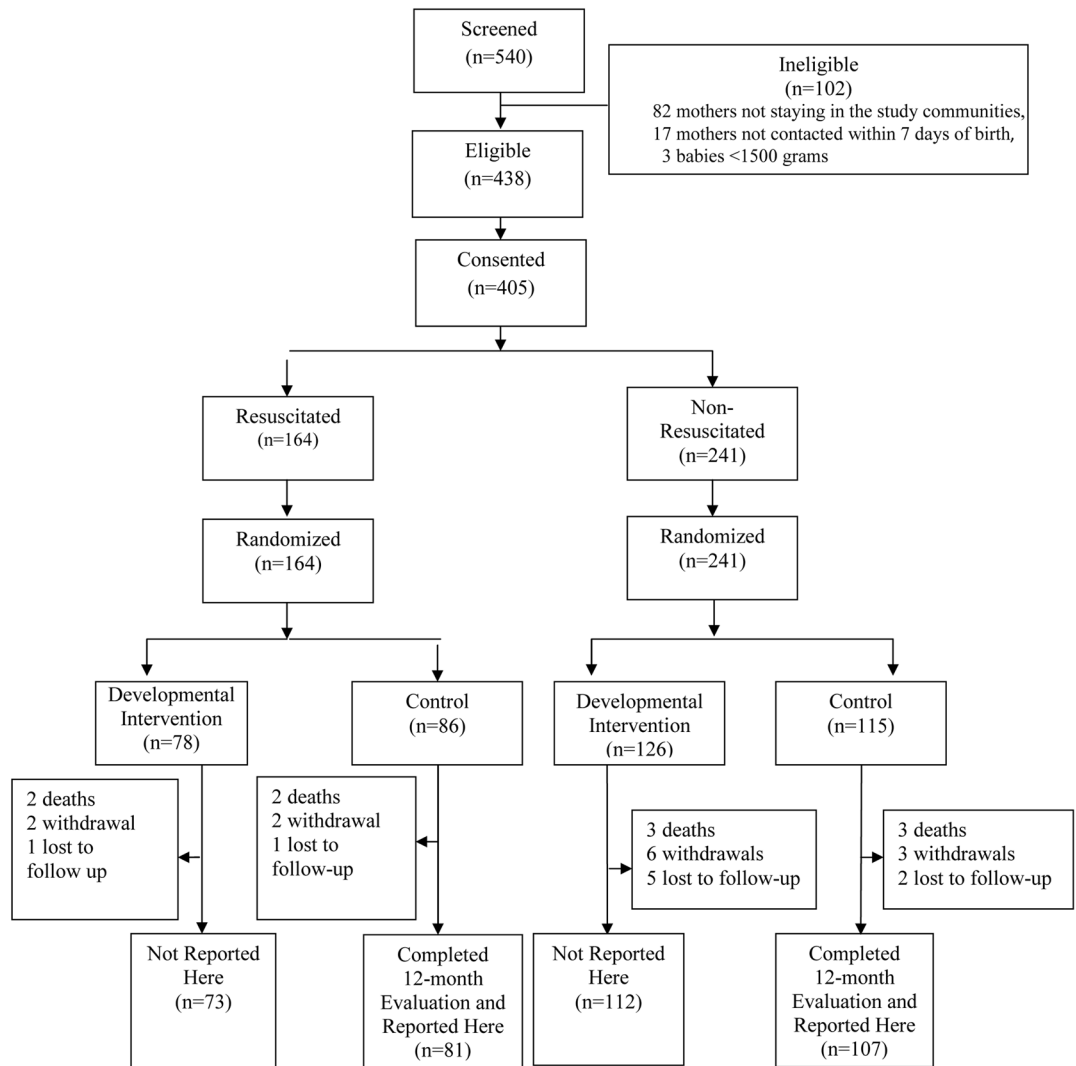 Screened
(n=540)
Ineligible
(n=102)
82 mothers not staying in the study communities,
17 mothers not contacted within 7 days of birth,
3 babies <1500 grams
Eligible
(n=438)
Consented
(n=405)
Resuscitated
(n=164)
Non-
Resuscitated
(n=241)
Randomized
(n=164)
Randomized
(n=241)
Developmental
Intervention
(n=78)
Control
(n=86)
Developmental
Intervention
(n=126)
Control
(n=115)
2 deaths
2 withdrawal
1 lost to
follow up
2 deaths
2 withdrawal
1 lost to
follow-up
3 deaths
6 withdrawals
5 lost to follow-up
3 deaths
3 withdrawals
2 lost to follow-up
Not Reported
Here
(n=73)
Completed
12-month
Evaluation and
Reported Here
(n=81)
Not Reported
Here
(n=112)
Completed
12-month
Evaluation and
Reported Here
(n=107)